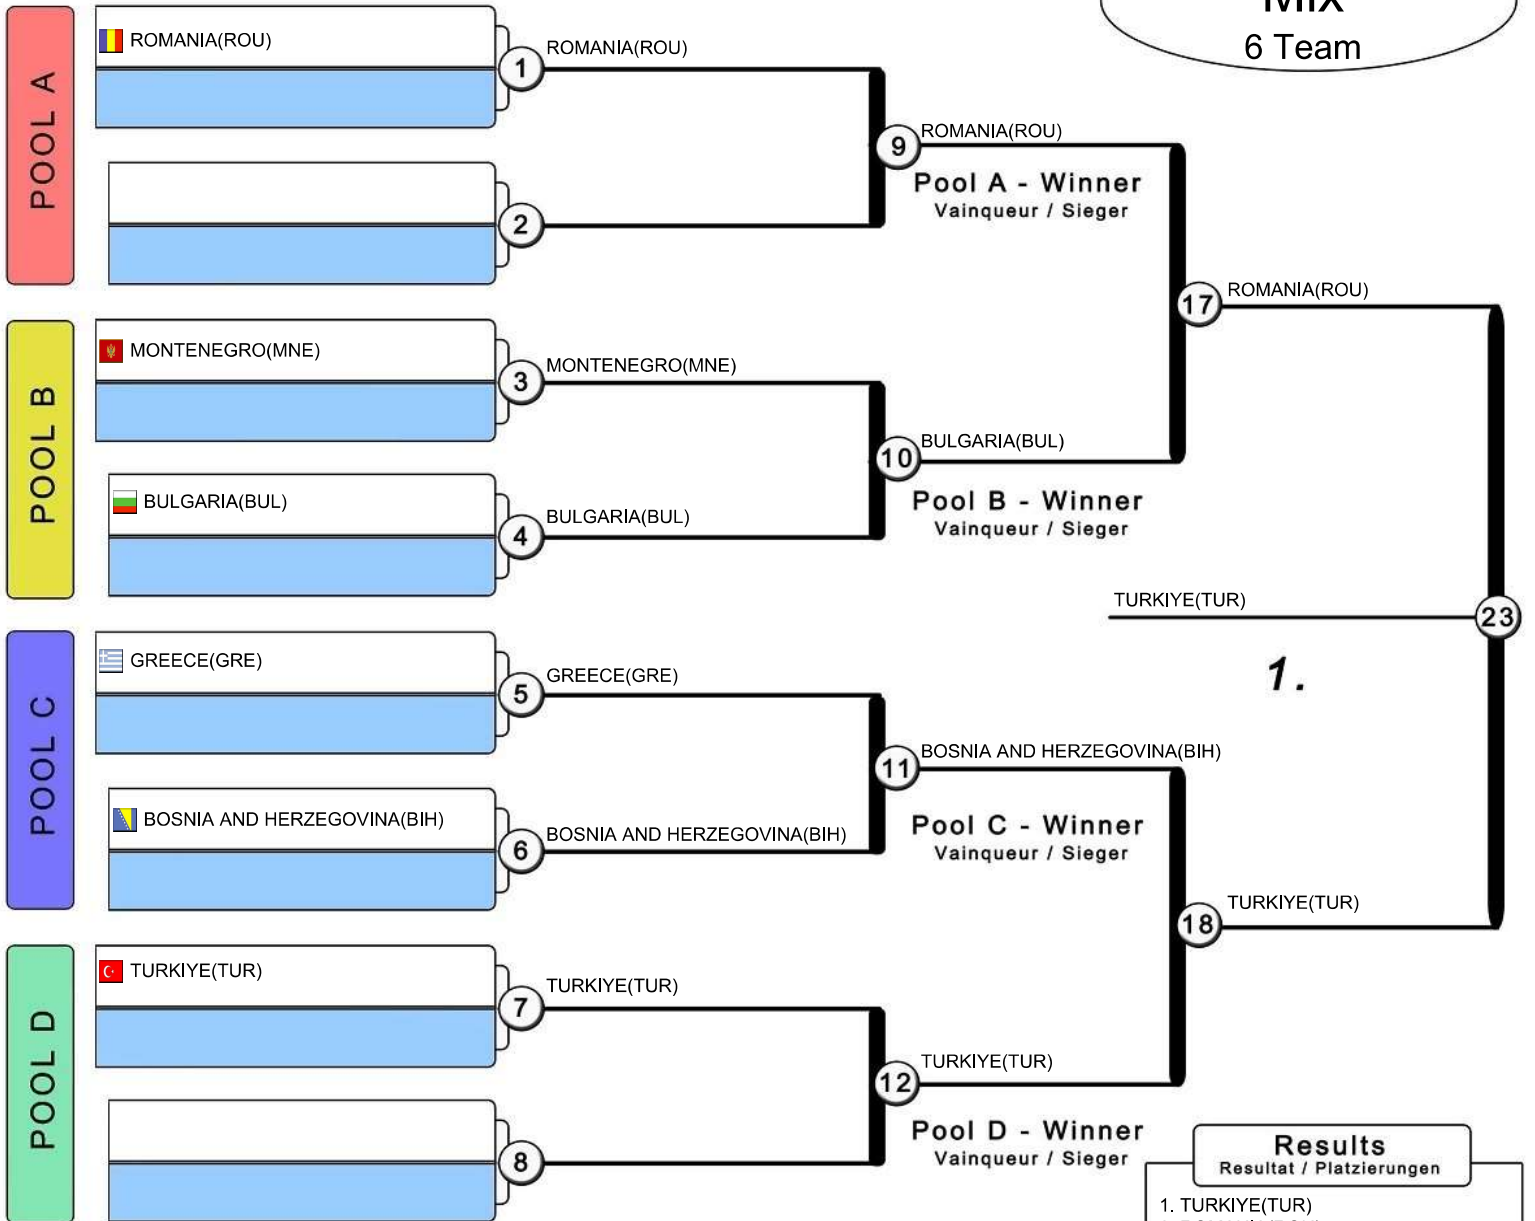 Mix
6 Team
POOL A
ROMANIA(ROU)
1
ROMANIA(ROU)
2
9
ROMANIA(ROU)
Pool A - Winner
Vainqueur / Sieger
POOL B
MONTENEGRO(MNE)
3
MONTENEGRO(MNE)
BULGARIA(BUL)
4
BULGARIA(BUL)
10
BULGARIA(BUL)
Pool B - Winner
Vainqueur / Sieger
17
ROMANIA(ROU)
TURKIYE(TUR)
23
1.
POOL C
GREECE(GRE)
5
GREECE(GRE)
BOSNIA AND HERZEGOVINA(BIH)
6
BOSNIA AND HERZEGOVINA(BIH)
11
BOSNIA AND HERZEGOVINA(BIH)
Pool C - Winner
Vainqueur / Sieger
18
TURKIYE(TUR)
POOL D
TURKIYE(TUR)
7
TURKIYE(TUR)
8
12
TURKIYE(TUR)
Pool D - Winner
Vainqueur / Sieger
Results
Resultat / Platzierungen
1. TURKIYE(TUR)